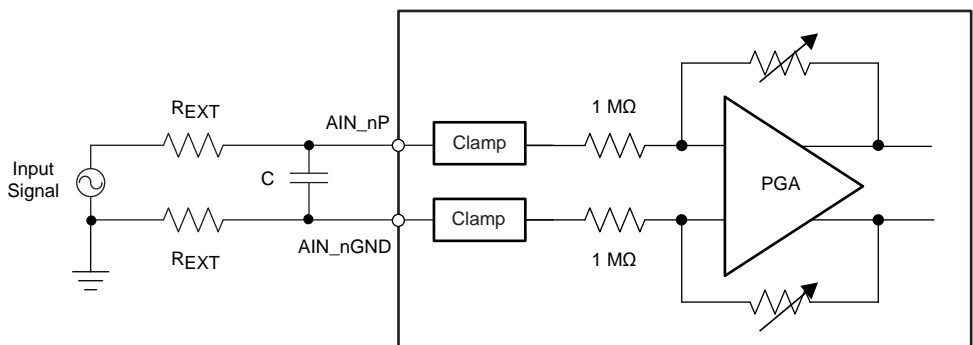 REXT
AIN_nP
Clamp
1 MΩ
Input
Signal
C
PGA
Clamp
REXT
AIN_nGND
1 MΩ